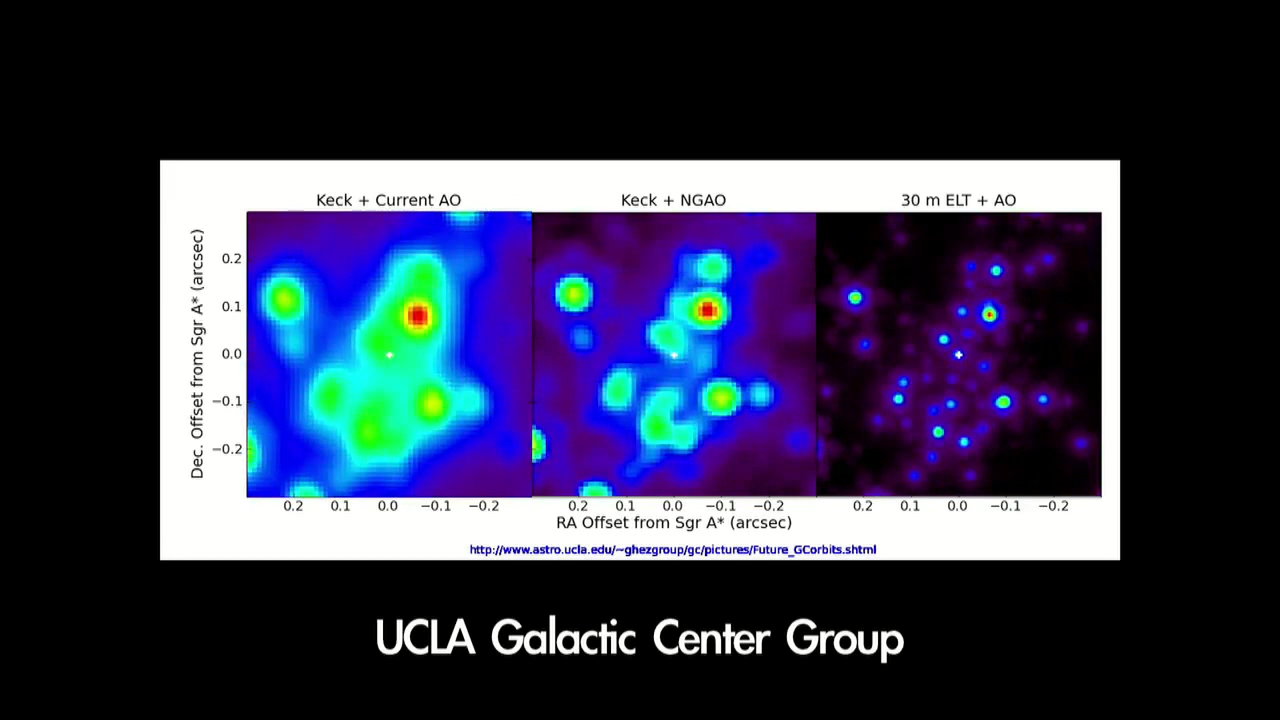 Keck + Current AO
Keck + NGAO
30 m ELT + AO
Dec. Offset from Sgr A* (arcsec)
0.2
0.1
0.0
−0.1
−0.2
0.2 0.1 0.0 −0.1 −0.2
0.2 0.1 0.0 −0.1 −0.2
0.2 0.1 0.0 −0.1 −0.2
RA Offset from Sgr A* (arcsec)
http://www.astro.ucla.edu/~ghezgroup/gc/pictures/Future_GCorbits.shtml
UCLA Galactic Center Group